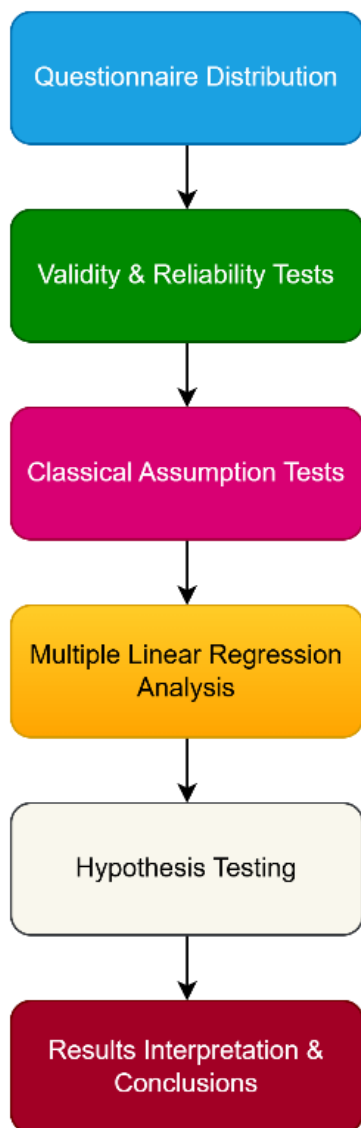 Questionnaire Distribution
Validity & Reliability Tests
Classical Assumption Tests
Multiple Linear Regression
Analysis
Hypothesis Testing
Results Interpretation &
Conclusions